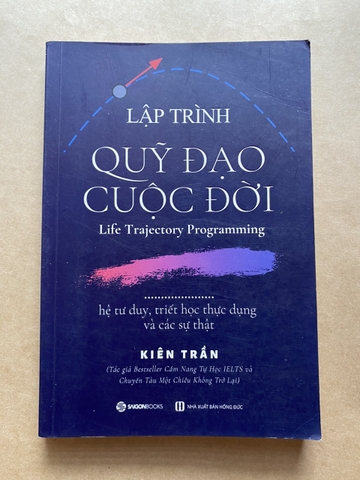 LẬP TRÌNH
QUỸ ĐẠO
CUỘC ĐỜI
Life Trajectory Programming
hệ tư duy, triết học thực dụng
và các sự thật
KIÊN TRẦN
(Tác giả Bestseller Cẩm Nang Tự Học IELTS và
Chuyến Tàu Một Chiều Không Trở Lại)
SAIGONBOOKS
NHÀ XUẤT BẢN HỒNG ĐỨC